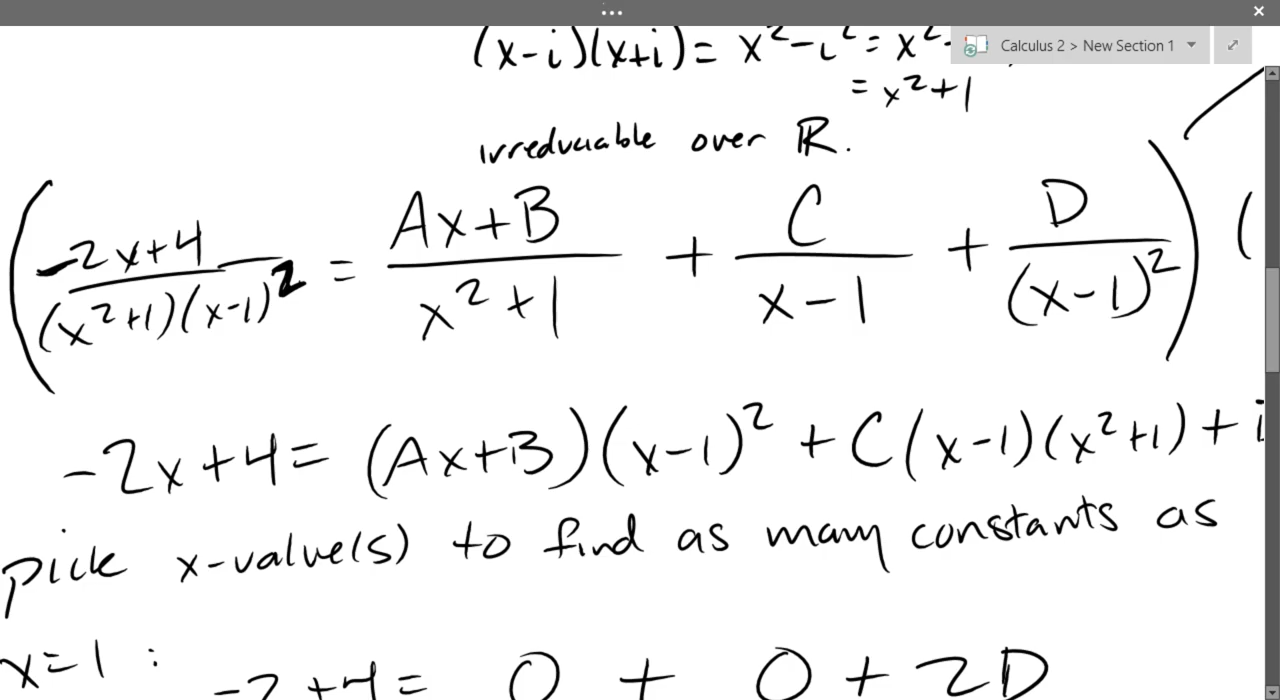 Calculus 2 > New Section 1
(x-i)(x+i) = x²-i² = x²-
= x²+1
irreducible over ℝ.
( (-2x+4)/((x²+1)(x-1)²) = (Ax+B)/(x²+1) + C/(x-1) + D/(x-1)² ) (
-2x+4 = (Ax+B)(x-1)² + C(x-1)(x²+1) +
pick x-value(s) to find as many constants as
x=1 : -2+4 = 0 + 0 + 2D